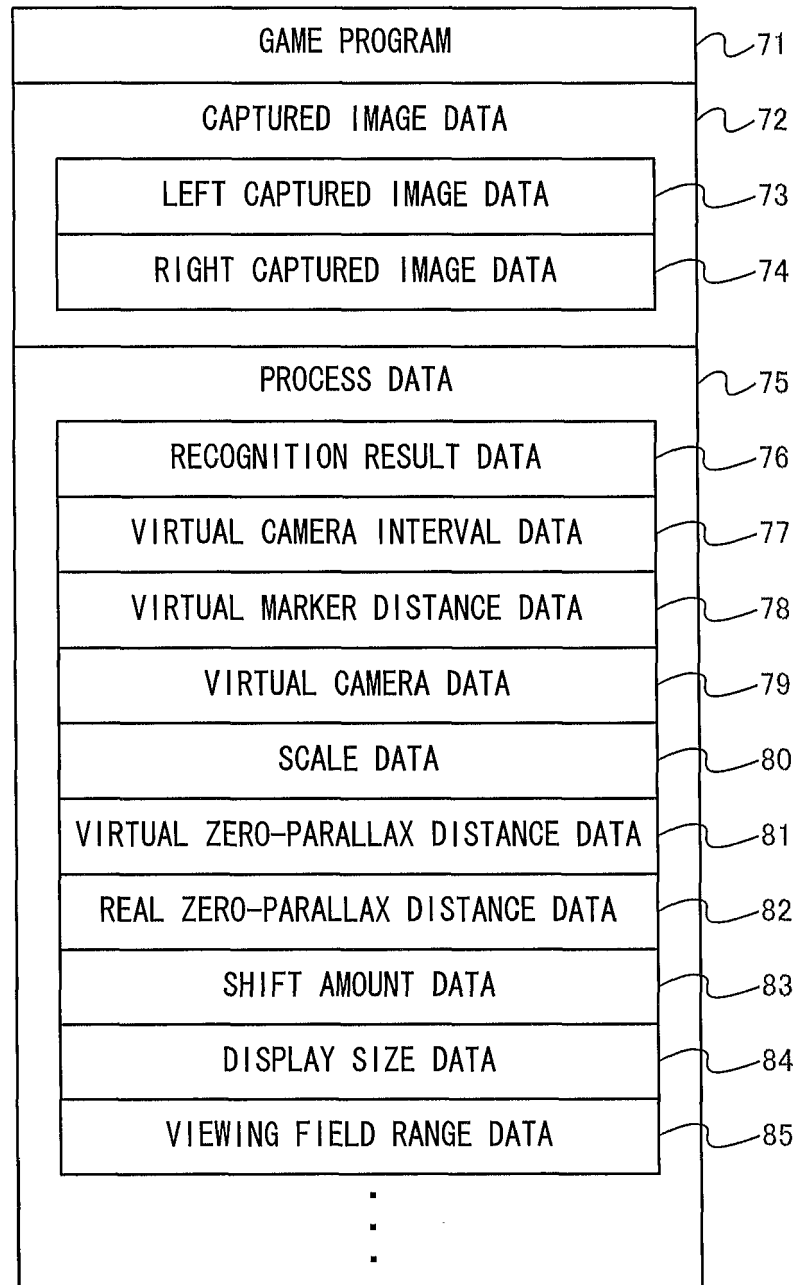 GAME PROGRAM 71
CAPTURED IMAGE DATA 72
LEFT CAPTURED IMAGE DATA 73
RIGHT CAPTURED IMAGE DATA 74
PROCESS DATA 75
RECOGNITION RESULT DATA 76
VIRTUAL CAMERA INTERVAL DATA 77
VIRTUAL MARKER DISTANCE DATA 78
VIRTUAL CAMERA DATA 79
SCALE DATA 80
VIRTUAL ZERO-PARALLAX DISTANCE DATA 81
REAL ZERO-PARALLAX DISTANCE DATA 82
SHIFT AMOUNT DATA 83
DISPLAY SIZE DATA 84
VIEWING FIELD RANGE DATA 85